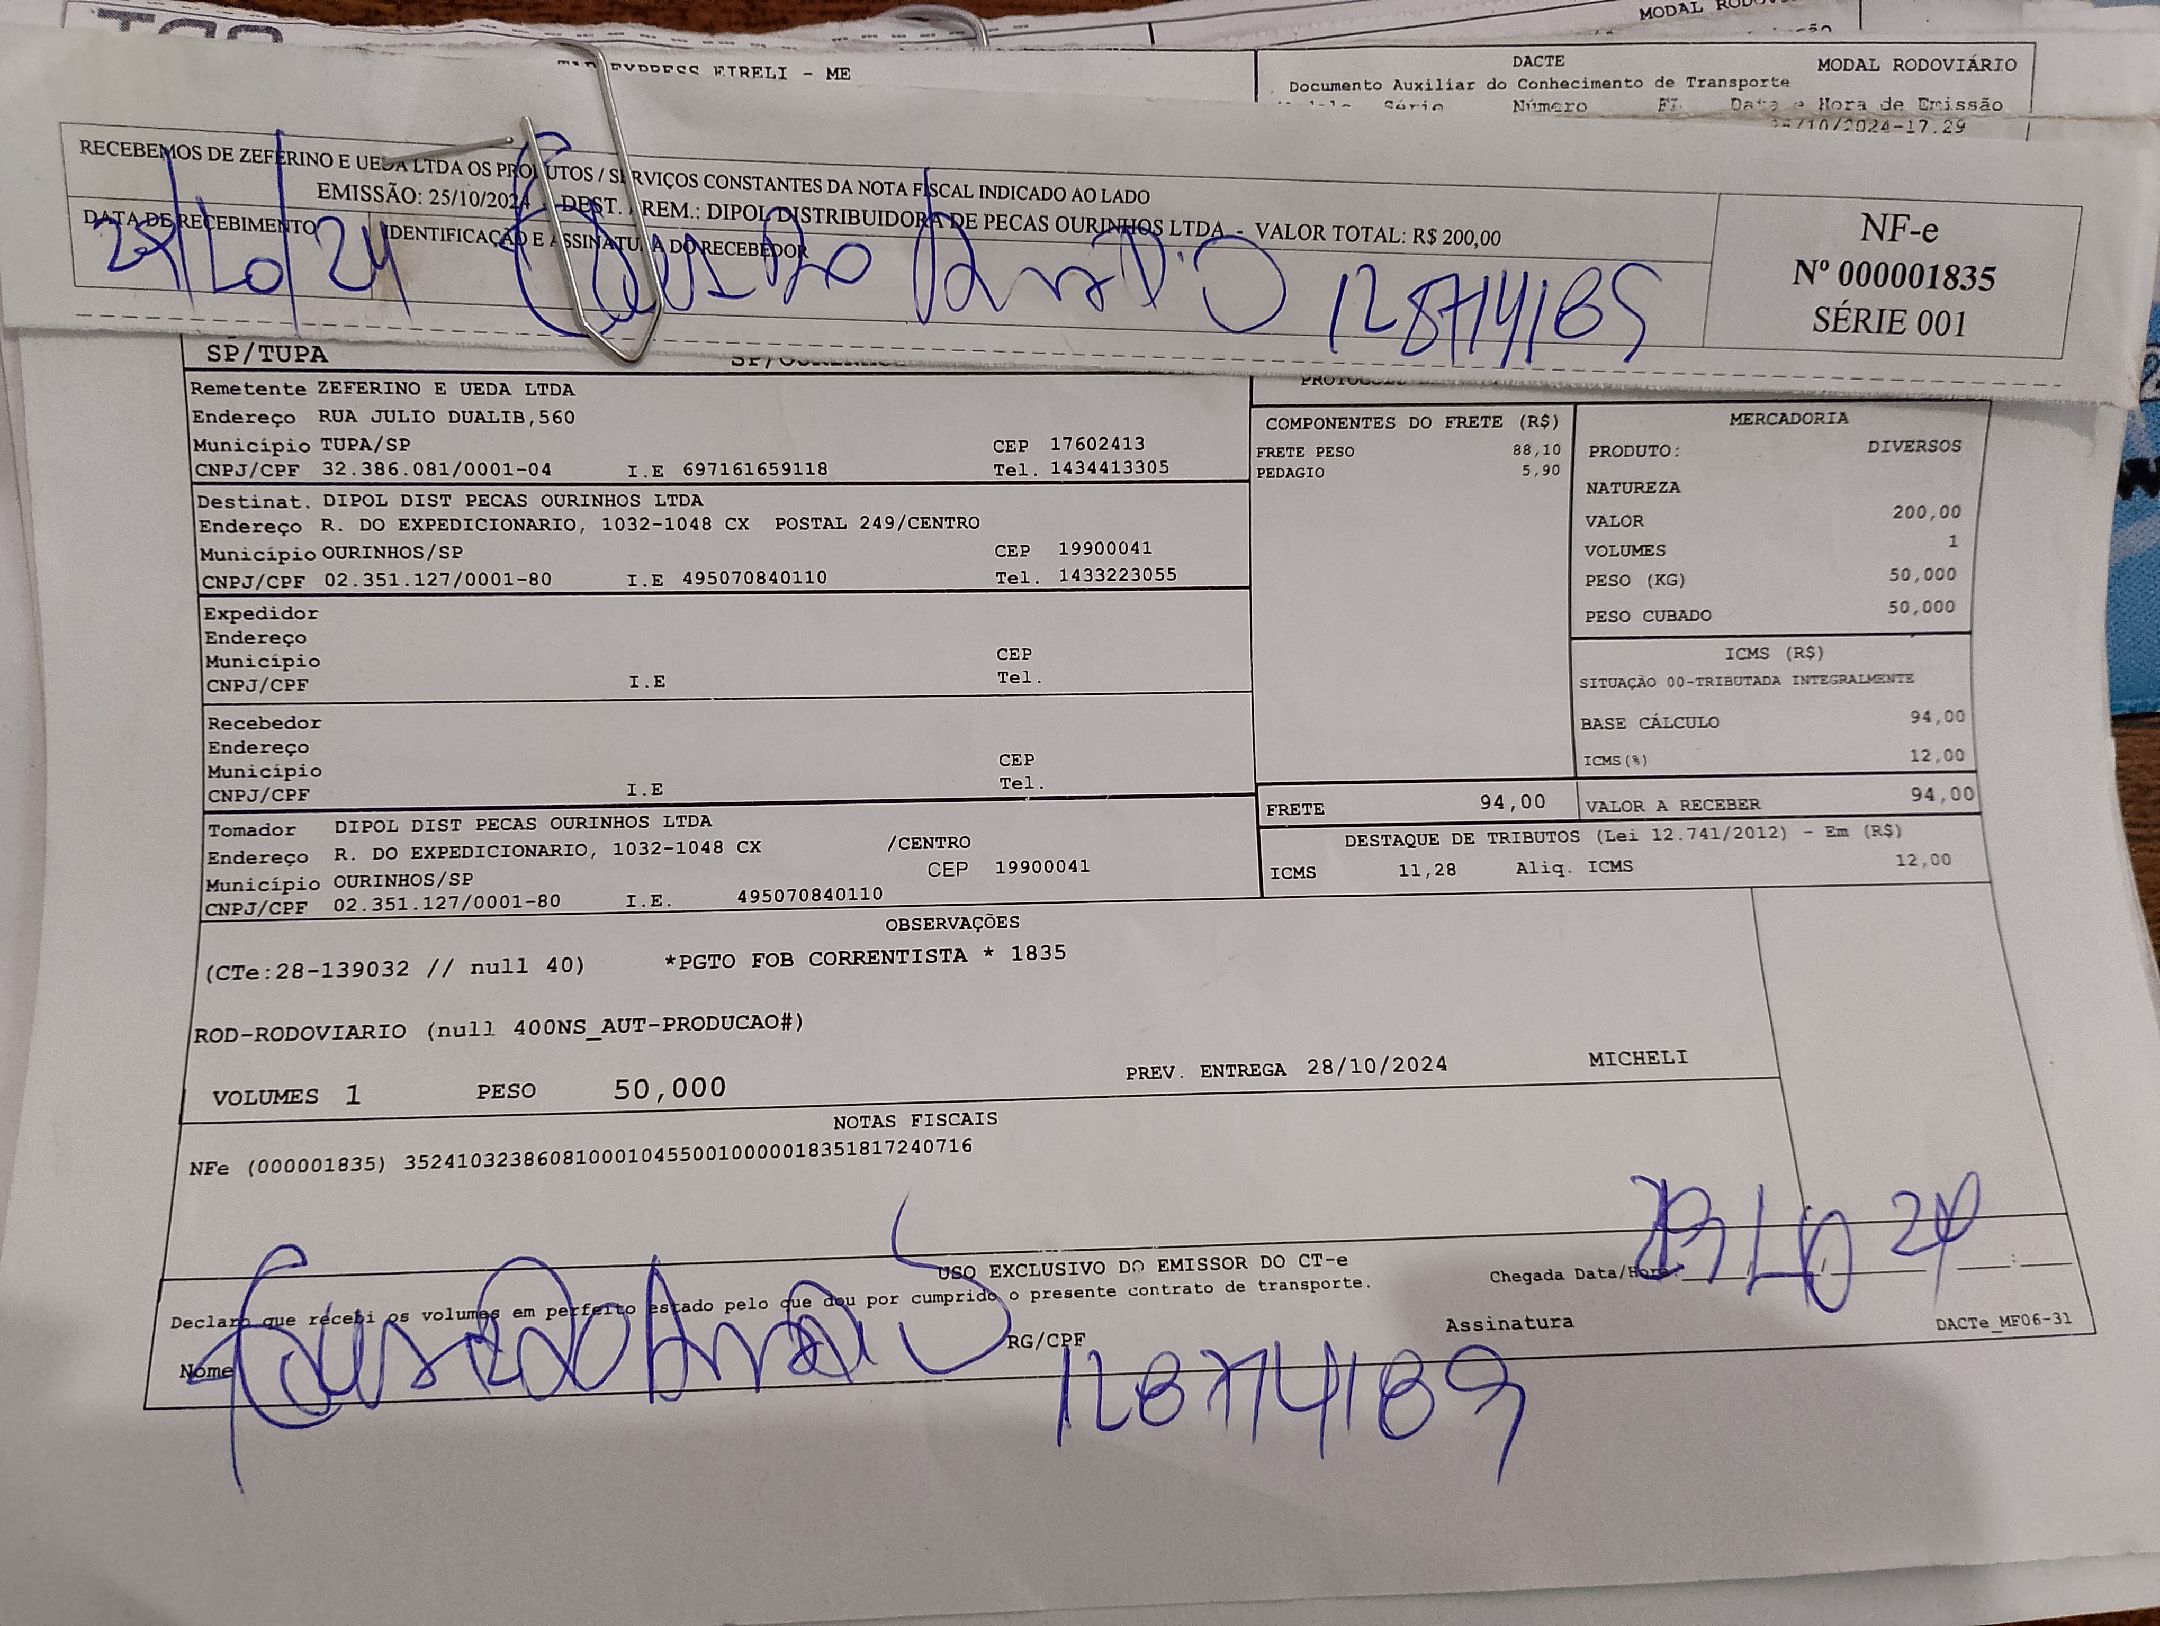 MODAL
EXPRESS EIRELI - ME
DACTE
MODAL RODOVIÁRIO
Documento Auxiliar do Conhecimento de Transporte
Série Número Data e Hora de Emissão
/10/2024-17.29
RECEBEMOS DE ZEFERINO E UEDA LTDA OS PRODUTOS / SERVIÇOS CONSTANTES DA NOTA FISCAL INDICADO AO LADO
EMISSÃO: 25/10/2024 - DEST. / REM.: DIPOL DISTRIBUIDORA DE PECAS OURINHOS LTDA - VALOR TOTAL: R$ 200,00
DATA DE RECEBIMENTO
IDENTIFICAÇÃO E ASSINATURA DO RECEBEDOR
NF-e
Nº 000001835
SÉRIE 001
SP/TUPA
Remetente ZEFERINO E UEDA LTDA
Endereço RUA JULIO DUALIB,560
Município TUPA/SP CEP 17602413
CNPJ/CPF 32.386.081/0001-04 I.E 697161659118 Tel. 1434413305
Destinat. DIPOL DIST PECAS OURINHOS LTDA
Endereço R. DO EXPEDICIONARIO, 1032-1048 CX POSTAL 249/CENTRO
Município OURINHOS/SP CEP 19900041
CNPJ/CPF 02.351.127/0001-80 I.E 495070840110 Tel. 1433223055
Expedidor
Endereço
Município CEP
CNPJ/CPF I.E Tel.
Recebedor
Endereço
Município CEP
CNPJ/CPF I.E Tel.
Tomador DIPOL DIST PECAS OURINHOS LTDA
Endereço R. DO EXPEDICIONARIO, 1032-1048 CX /CENTRO
Município OURINHOS/SP CEP 19900041
CNPJ/CPF 02.351.127/0001-80 I.E. 495070840110
COMPONENTES DO FRETE (R$)
FRETE PESO 88,10
PEDAGIO 5,90
MERCADORIA
PRODUTO: DIVERSOS
NATUREZA
VALOR 200,00
VOLUMES 1
PESO (KG) 50,000
PESO CUBADO 50,000
ICMS (R$)
SITUAÇÃO 00-TRIBUTADA INTEGRALMENTE
BASE CÁLCULO 94,00
ICMS(%) 12,00
FRETE 94,00 VALOR A RECEBER 94,00
DESTAQUE DE TRIBUTOS (Lei 12.741/2012) - Em (R$)
ICMS 11,28 Aliq. ICMS 12,00
OBSERVAÇÕES
(CTe:28-139032 // null 40) *PGTO FOB CORRENTISTA * 1835
ROD-RODOVIARIO (null 400NS_AUT-PRODUCAO#)
VOLUMES 1 PESO 50,000 PREV. ENTREGA 28/10/2024 MICHELI
NOTAS FISCAIS
NFe (000001835) 35241032386081000104550010000018351817240716
USO EXCLUSIVO DO EMISSOR DO CT-e
Declaro que recebi os volumes em perfeito estado pelo que dou por cumprido o presente contrato de transporte.
Chegada Data/Hora:
Nome
RG/CPF
Assinatura
DACTe_MF06-31